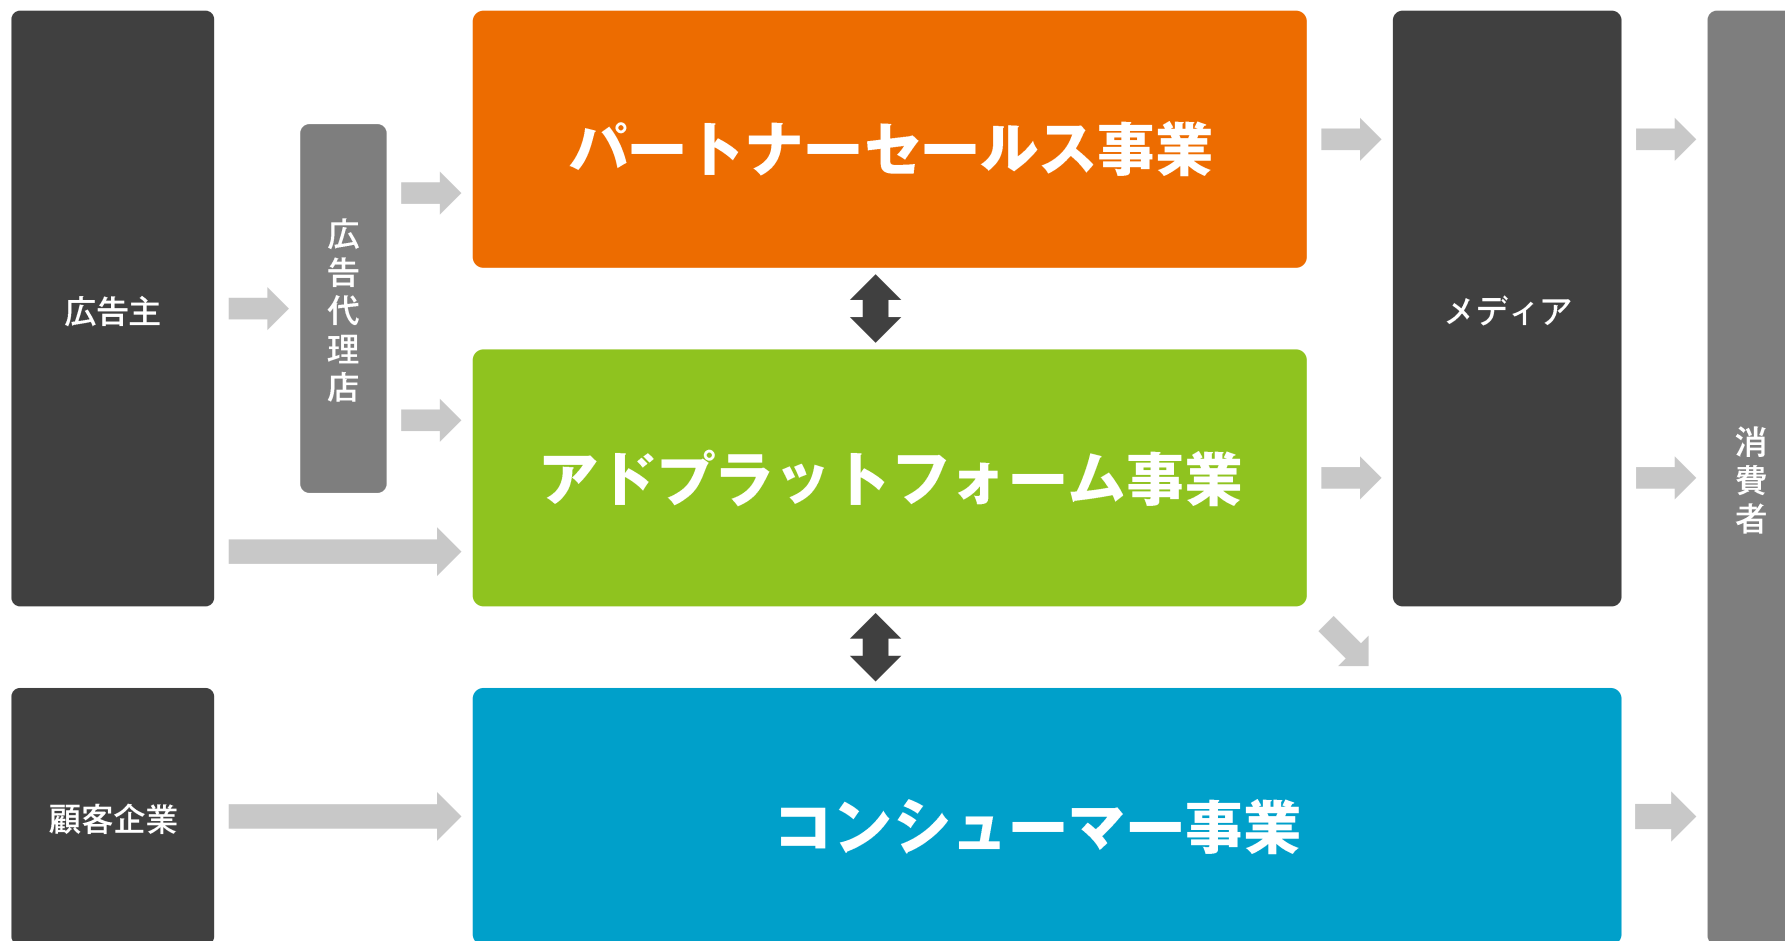 パートナーセールス事業
広告代理店
広告主
メディア
アドプラットフォーム事業
消費者
顧客企業
コンシューマー事業